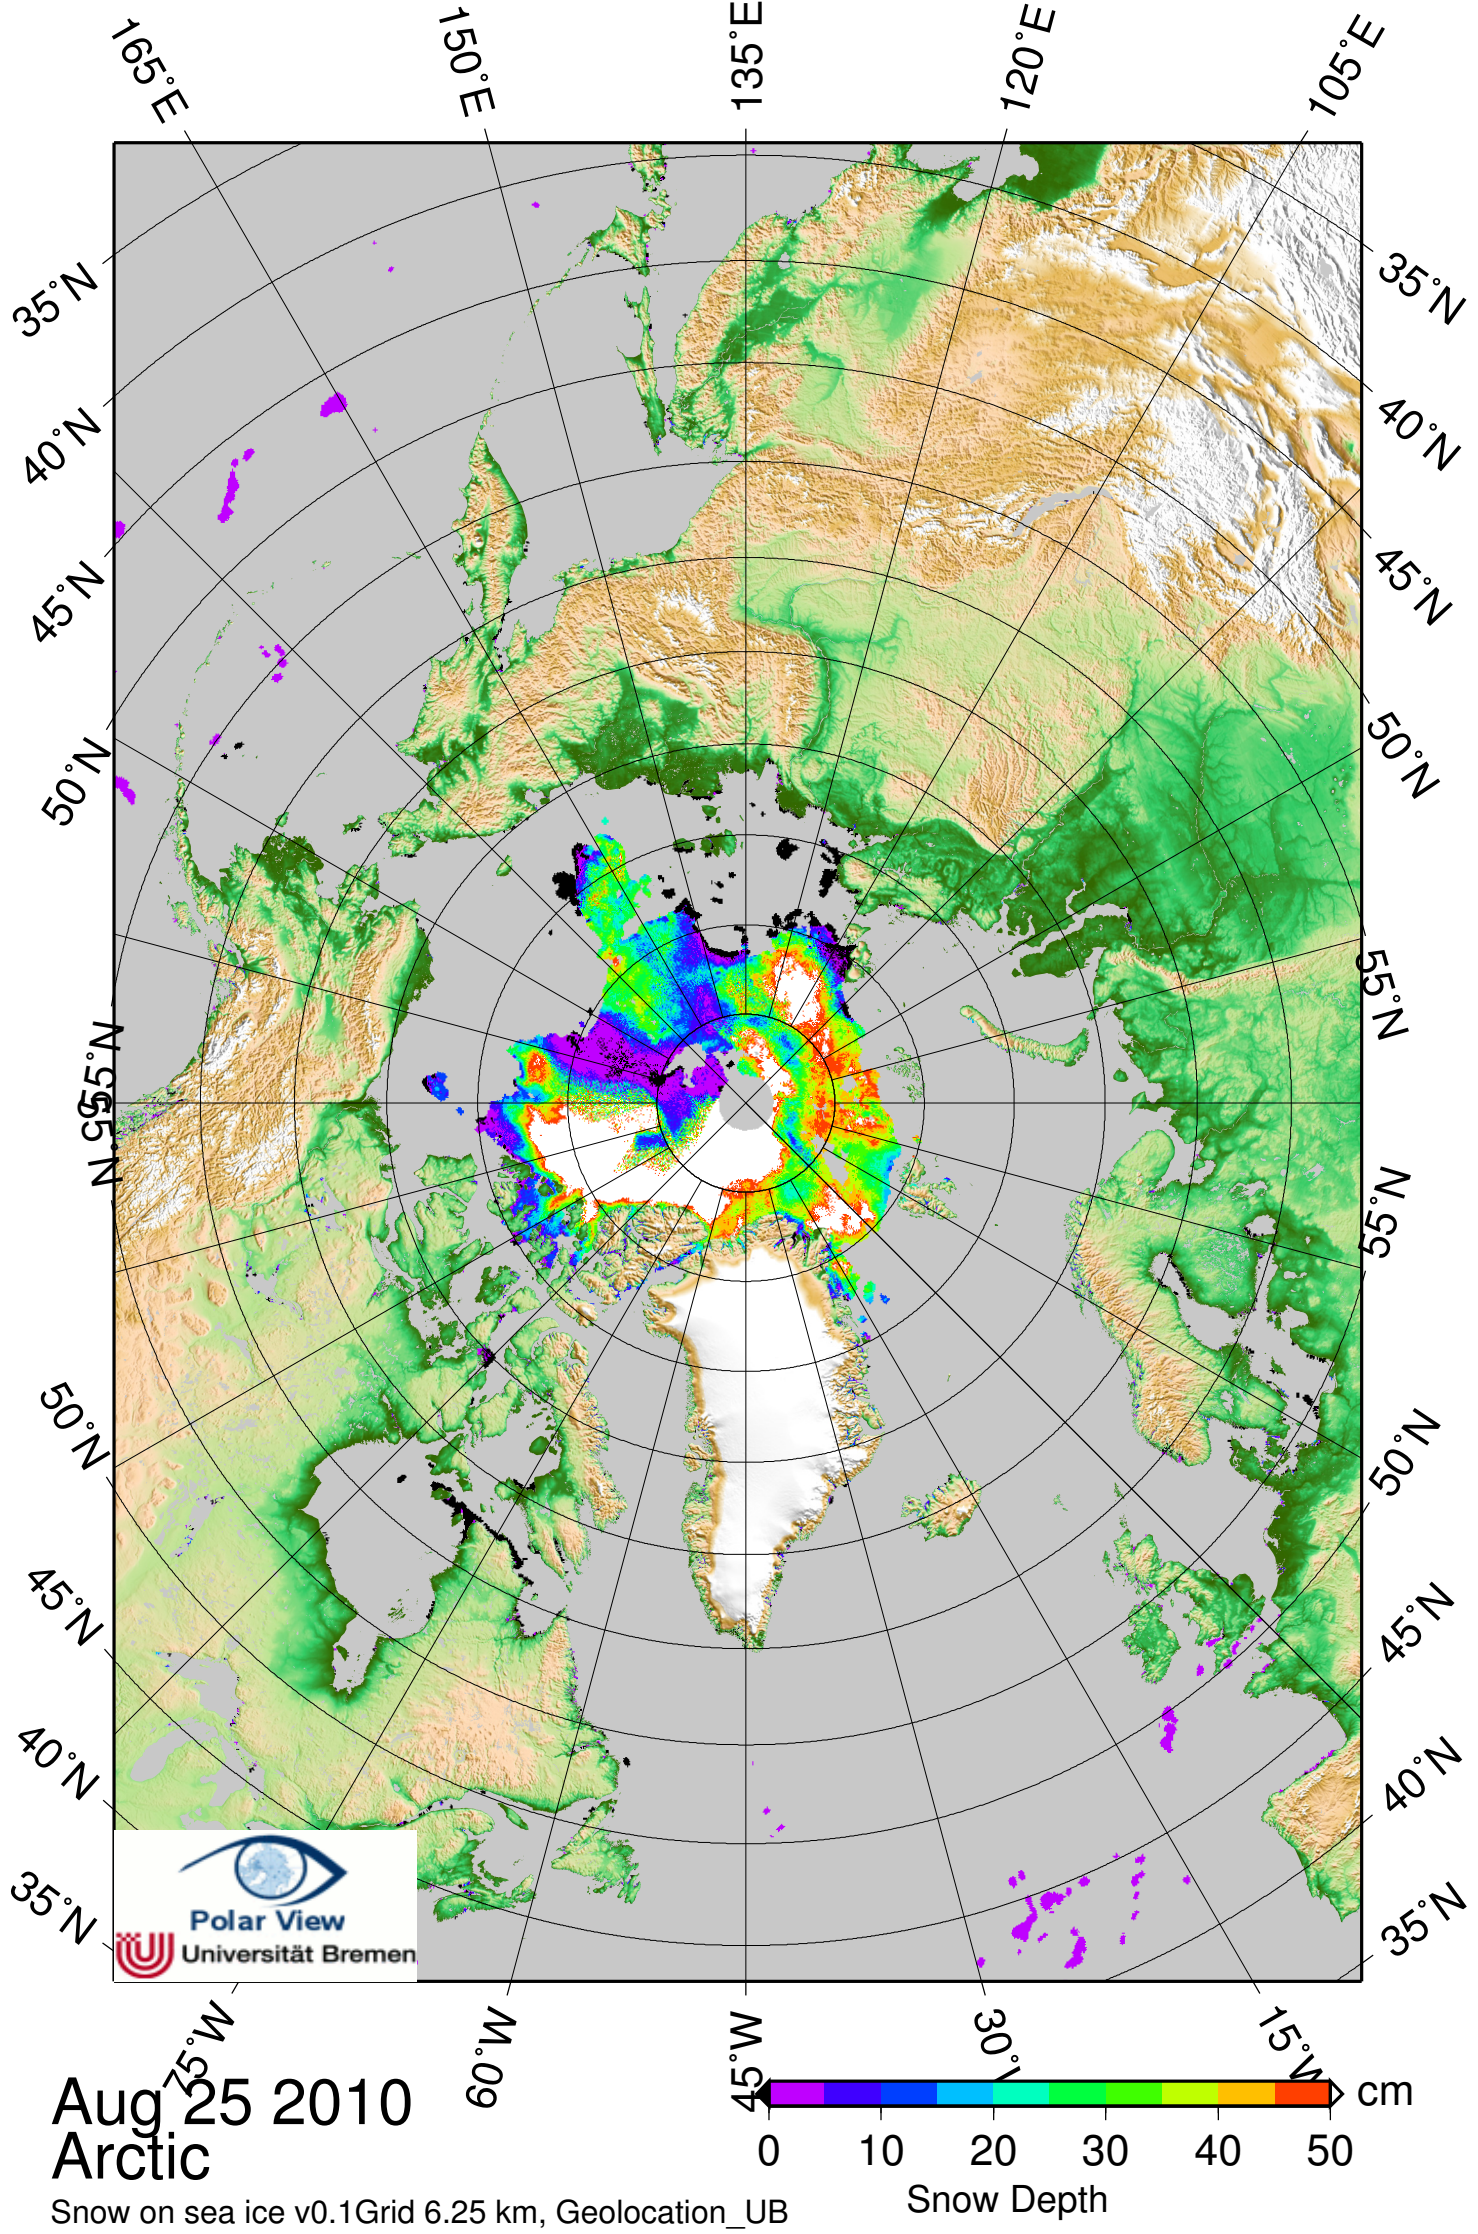 165°E 150°E 135°E 120°E 105°E
35°N 35°N
40°N 40°N
45°N 45°N
50°N 50°N
55°N 55°N
55°N 55°N
50°N 50°N
45°N 45°N
40°N 40°N
35°N 35°N
Polar View
Universität Bremen
75°W 60°W 45°W 30°W 15°W
Aug 25 2010
Arctic
Snow on sea ice v0.1Grid 6.25 km, Geolocation_UB
cm
0 10 20 30 40 50
Snow Depth